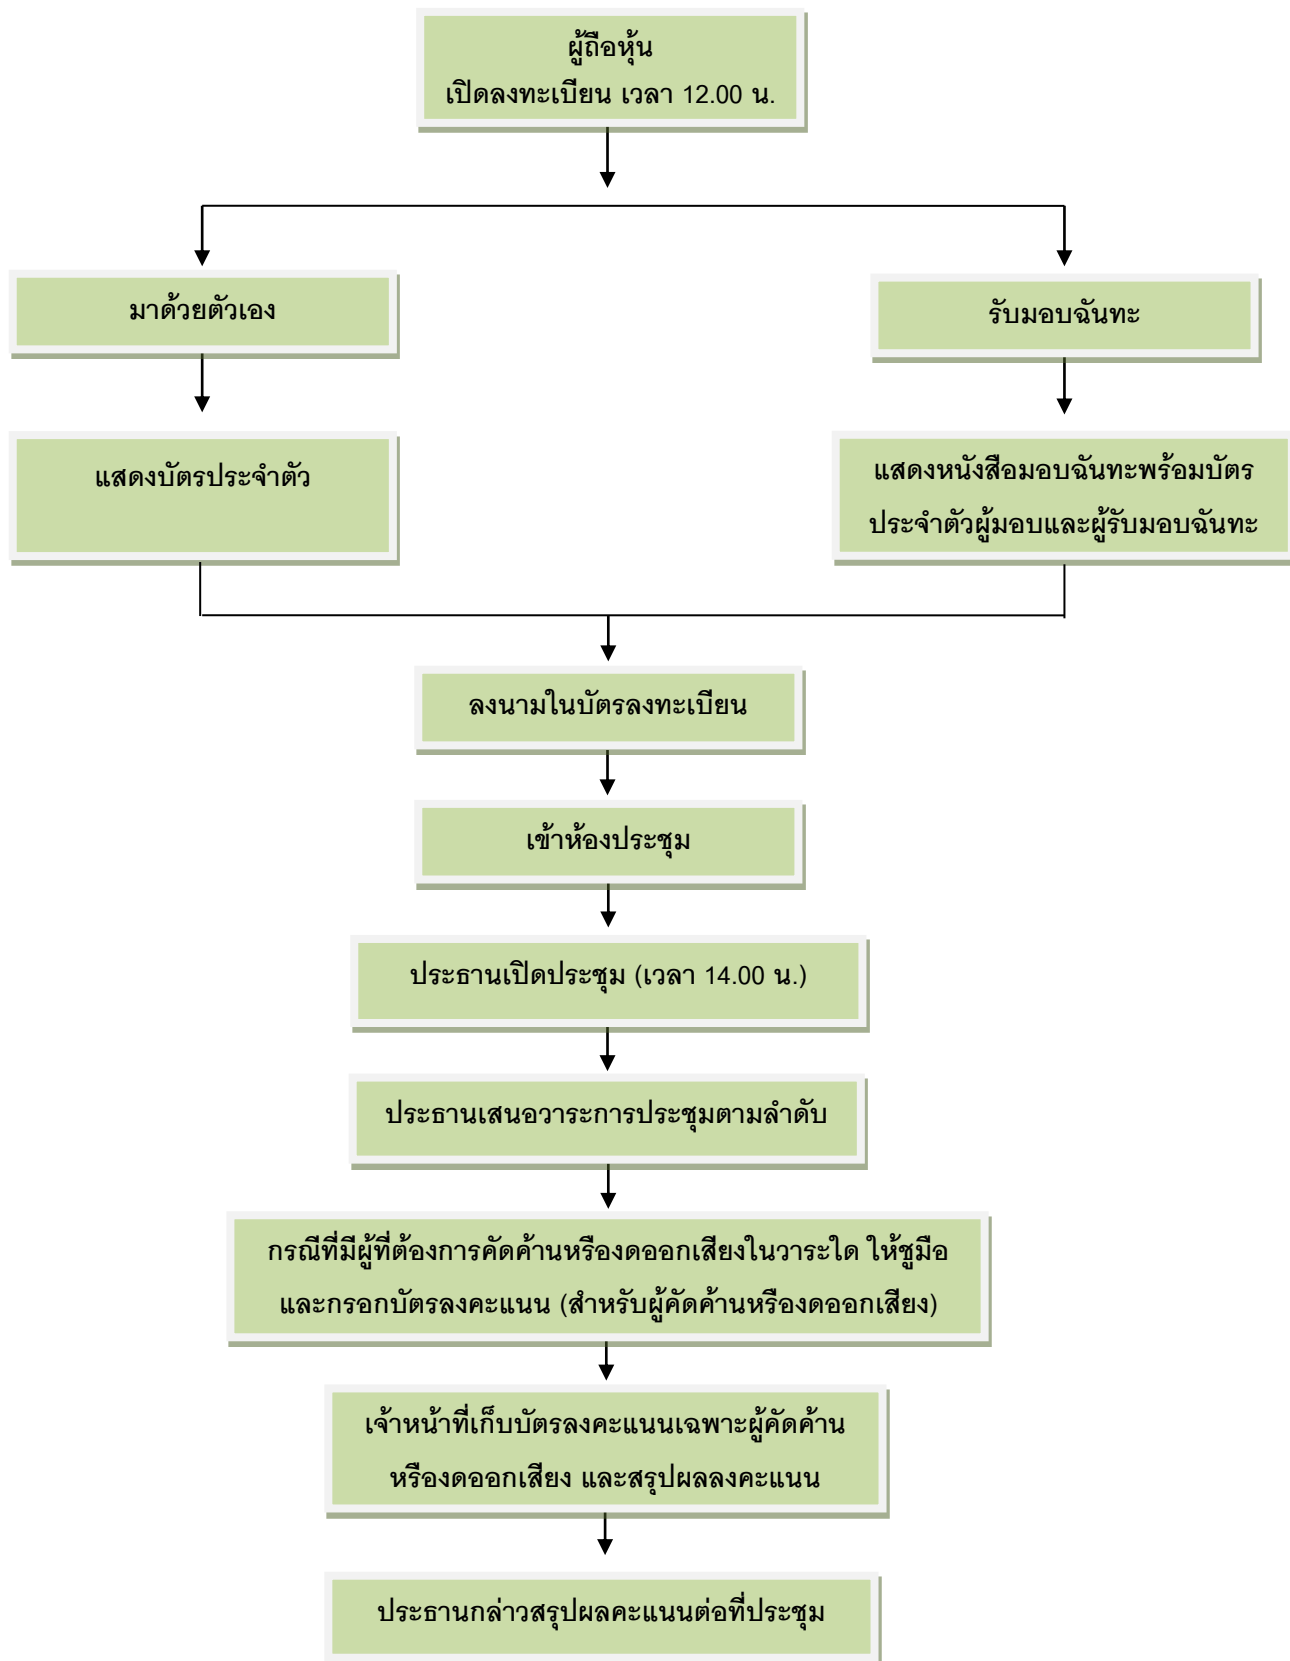 ผู้ถือหุ้น
เปิดลงทะเบียน เวลา 12.00 น.
มาด้วยตัวเอง
รับมอบฉันทะ
แสดงบัตรประจำตัว
แสดงหนังสือมอบฉันทะพร้อมบัตร
ประจำตัวผู้มอบและผู้รับมอบฉันทะ
ลงนามในบัตรลงทะเบียน
เข้าห้องประชุม
ประธานเปิดประชุม (เวลา 14.00 น.)
ประธานเสนอวาระการประชุมตามลำดับ
กรณีที่มีผู้ที่ต้องการคัดค้านหรืองดออกเสียงในวาระใด ให้ชูมือ
และกรอกบัตรลงคะแนน (สำหรับผู้คัดค้านหรืองดออกเสียง)
เจ้าหน้าที่เก็บบัตรลงคะแนนเฉพาะผู้คัดค้าน
หรืองดออกเสียง และสรุปผลลงคะแนน
ประธานกล่าวสรุปผลคะแนนต่อที่ประชุม